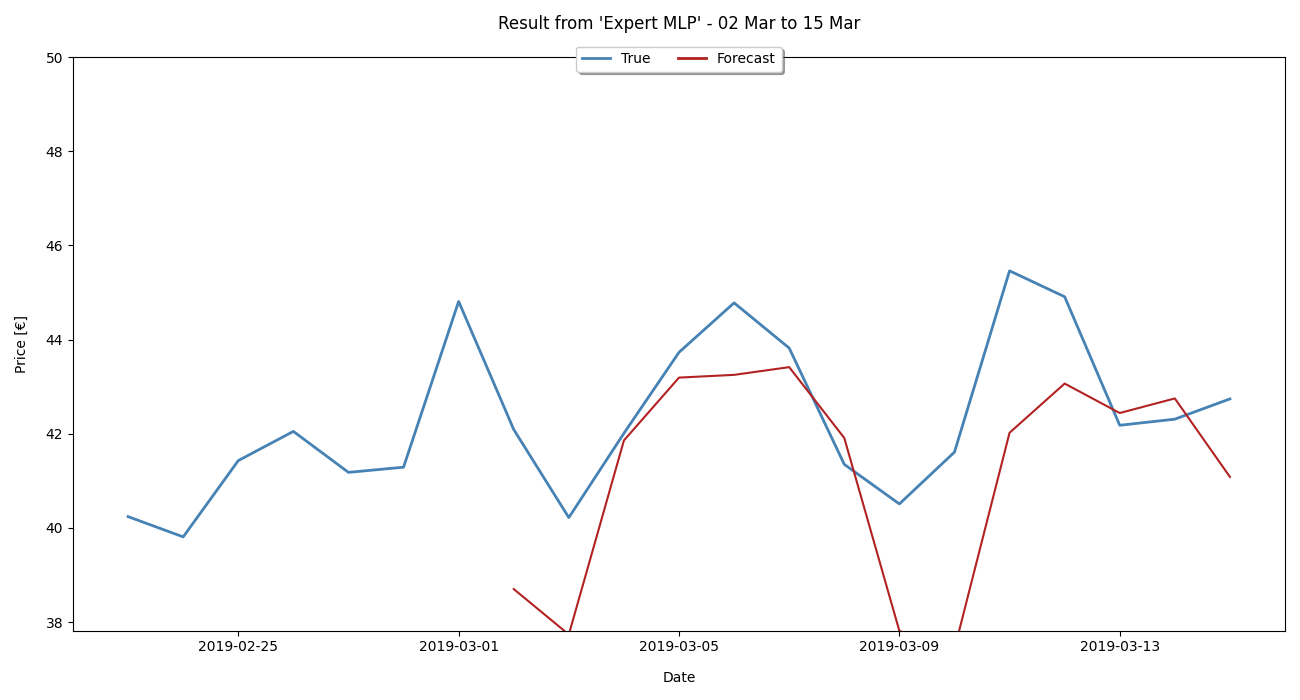 Result from 'Expert MLP' - 02 Mar to 15 Mar
True Forecast
50
48
46
44
42
40
38
Price [€]
2019-02-25 2019-03-01 2019-03-05 2019-03-09 2019-03-13
Date